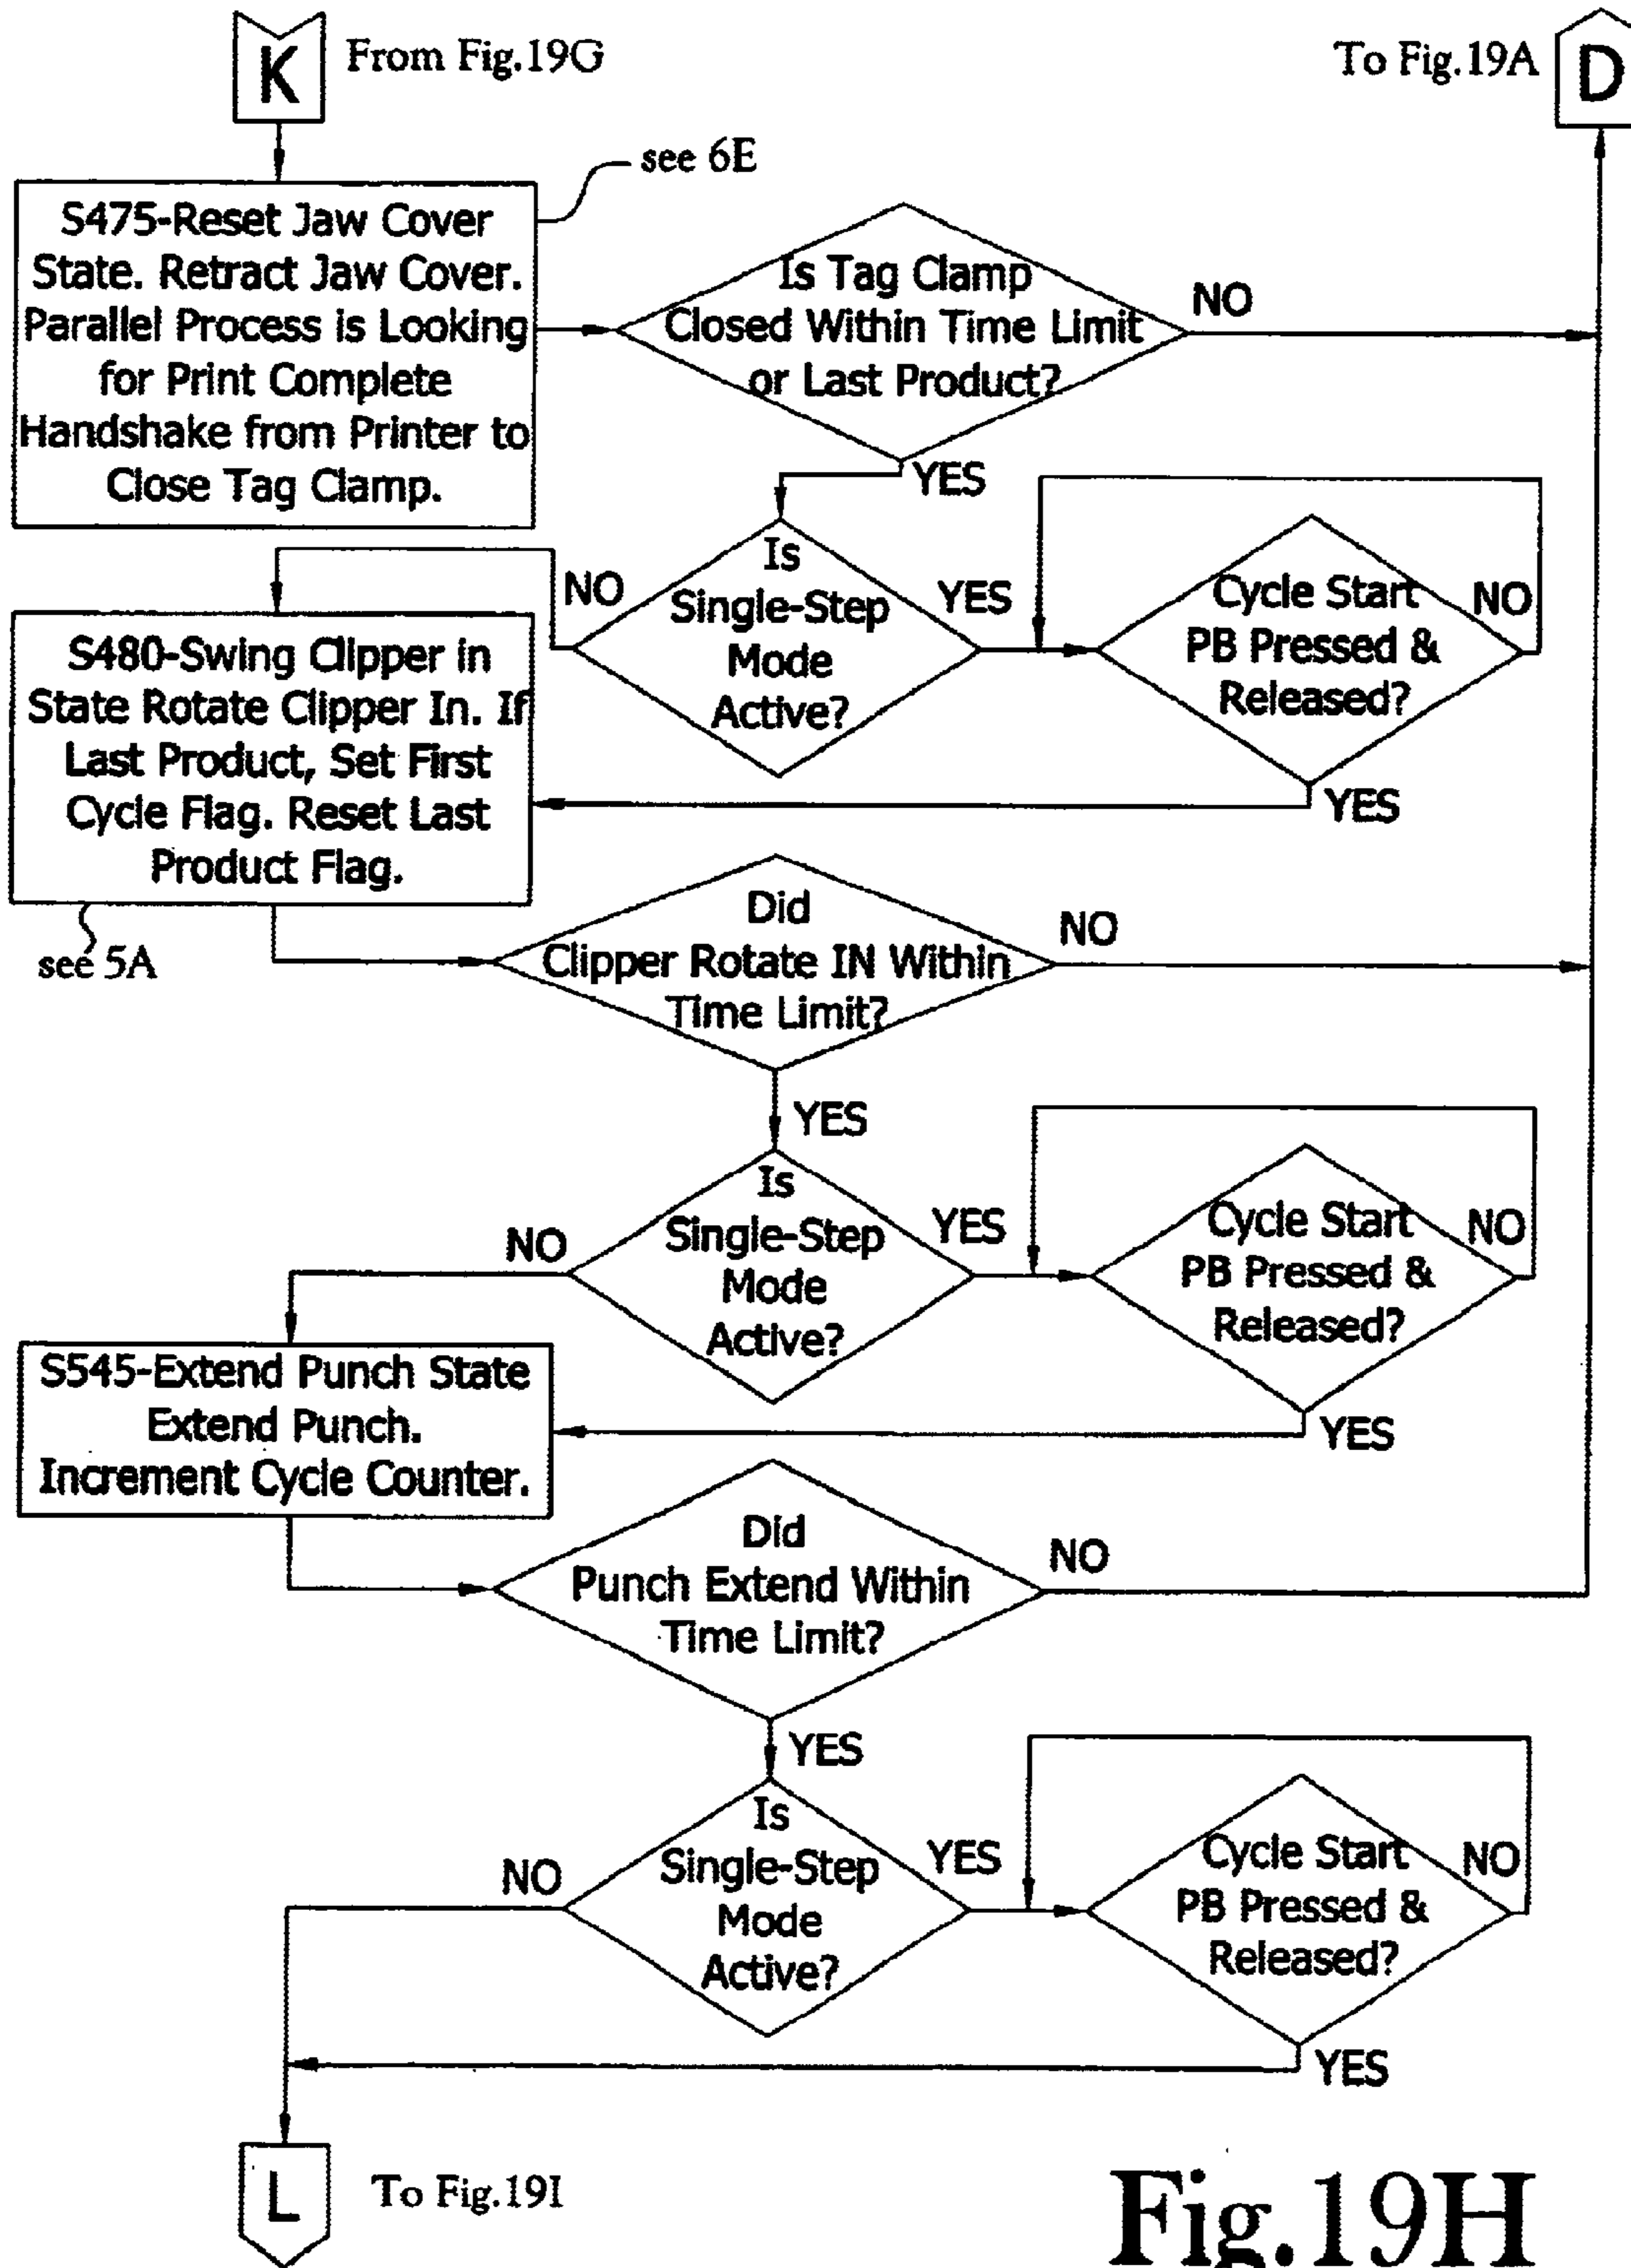 K
From Fig.19G
To Fig.19A
D
see 6E
S475-Reset Jaw Cover
State. Retract Jaw Cover.
Parallel Process is Looking
for Print Complete
Handshake from Printer to
Close Tag Clamp.
Is Tag Clamp
Closed Within Time Limit
or Last Product?
NO
YES
Is
Single-Step
Mode
Active?
NO
YES
Cycle Start
PB Pressed &
Released?
NO
YES
S480-Swing Clipper in
State Rotate Clipper In. If
Last Product, Set First
Cycle Flag. Reset Last
Product Flag.
see 5A
Did
Clipper Rotate IN Within
Time Limit?
NO
YES
Is
Single-Step
Mode
Active?
NO
YES
Cycle Start
PB Pressed &
Released?
NO
YES
S545-Extend Punch State
Extend Punch.
Increment Cycle Counter.
Did
Punch Extend Within
Time Limit?
NO
YES
Is
Single-Step
Mode
Active?
NO
YES
Cycle Start
PB Pressed &
Released?
NO
YES
L
To Fig.19I
Fig.19H